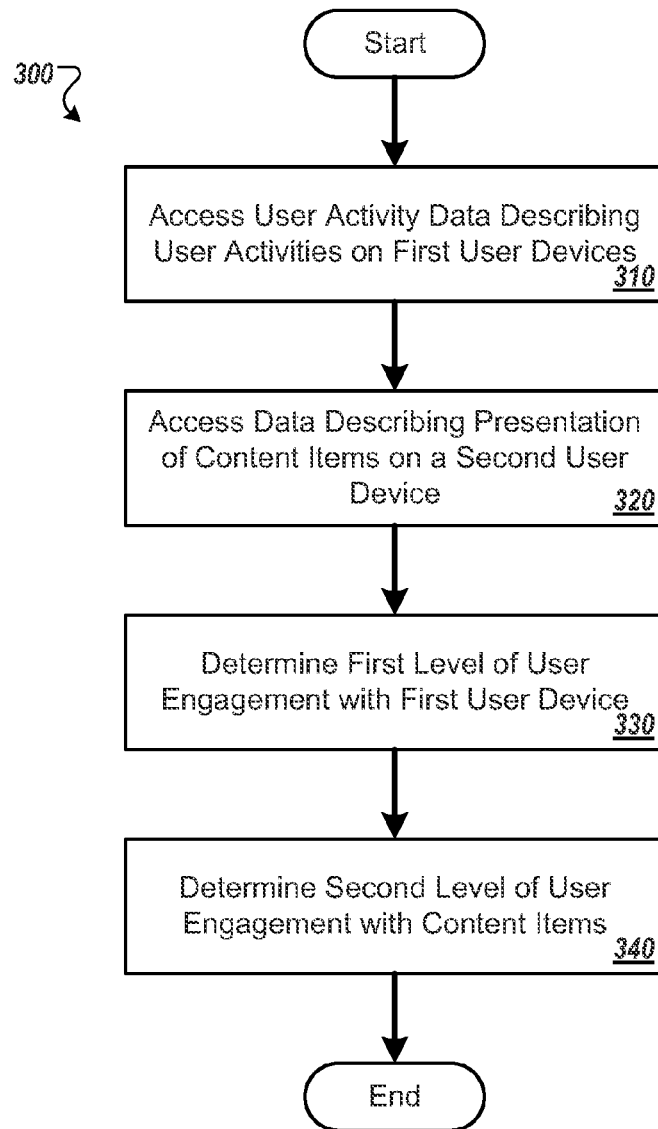 Start
300
Access User Activity Data Describing
User Activities on First User Devices
310
Access Data Describing Presentation
of Content Items on a Second User
Device
320
Determine First Level of User
Engagement with First User Device
330
Determine Second Level of User
Engagement with Content Items
340
End